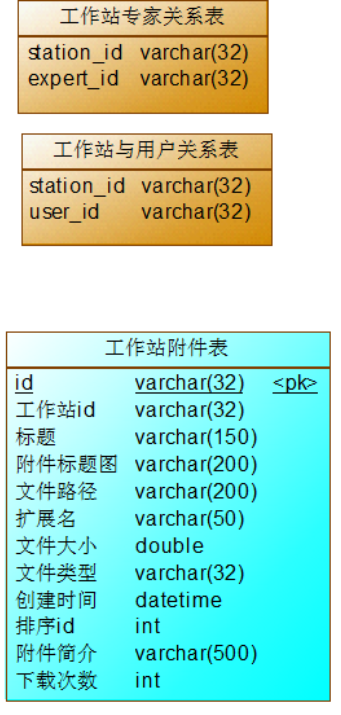 工作站专家关系表
station_id varchar(32)
expert_id varchar(32)
工作站与用户关系表
station_id varchar(32)
user_id varchar(32)
工作站附件表
id varchar(32) <pk>
工作站id varchar(32)
标题 varchar(150)
附件标题图 varchar(200)
文件路径 varchar(200)
扩展名 varchar(50)
文件大小 double
文件类型 varchar(32)
创建时间 datetime
排序id int
附件简介 varchar(500)
下载次数 int